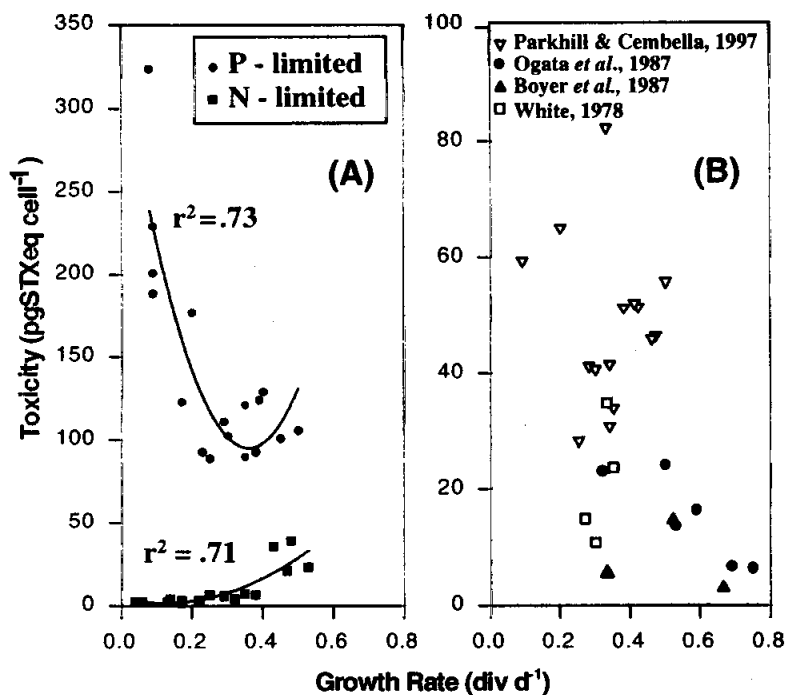 350
300
250
200
150
100
50
0
Toxicity (pgSTXeq cell⁻¹)
P - limited
N - limited
(A)
r² = .73
r² = .71
0.0 0.2 0.4 0.6 0.8
100
80
60
40
20
0
Parkhill & Cembella, 1997
Ogata et al., 1987
Boyer et al., 1987
White, 1978
(B)
0.0 0.2 0.4 0.6 0.8
Growth Rate (div d⁻¹)